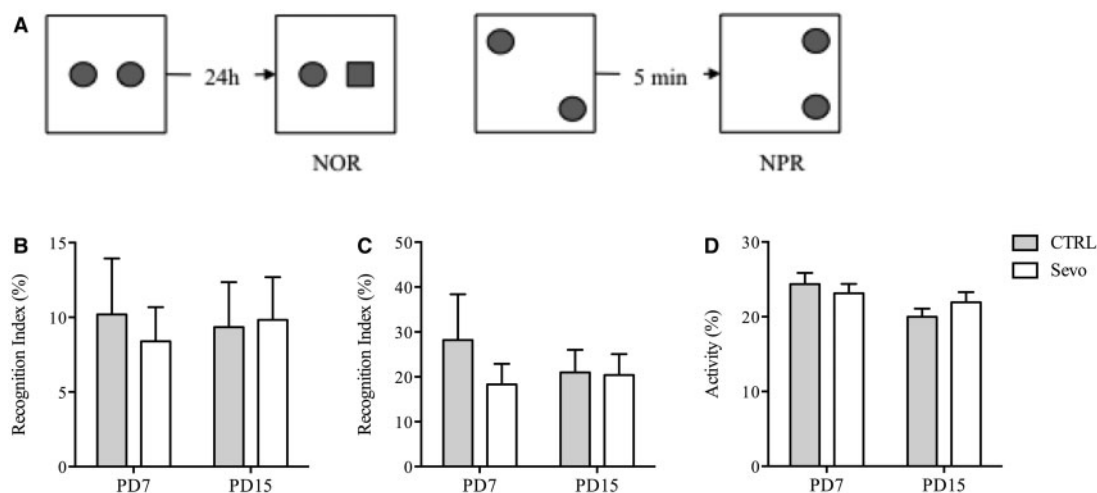 A
24h
5 min
NOR
NPR
B
Recognition Index (%)
15
10
5
0
PD7
PD15
C
Recognition Index (%)
50
40
30
20
10
0
PD7
PD15
D
Activity (%)
30
20
10
0
PD7
PD15
CTRL
Sevo